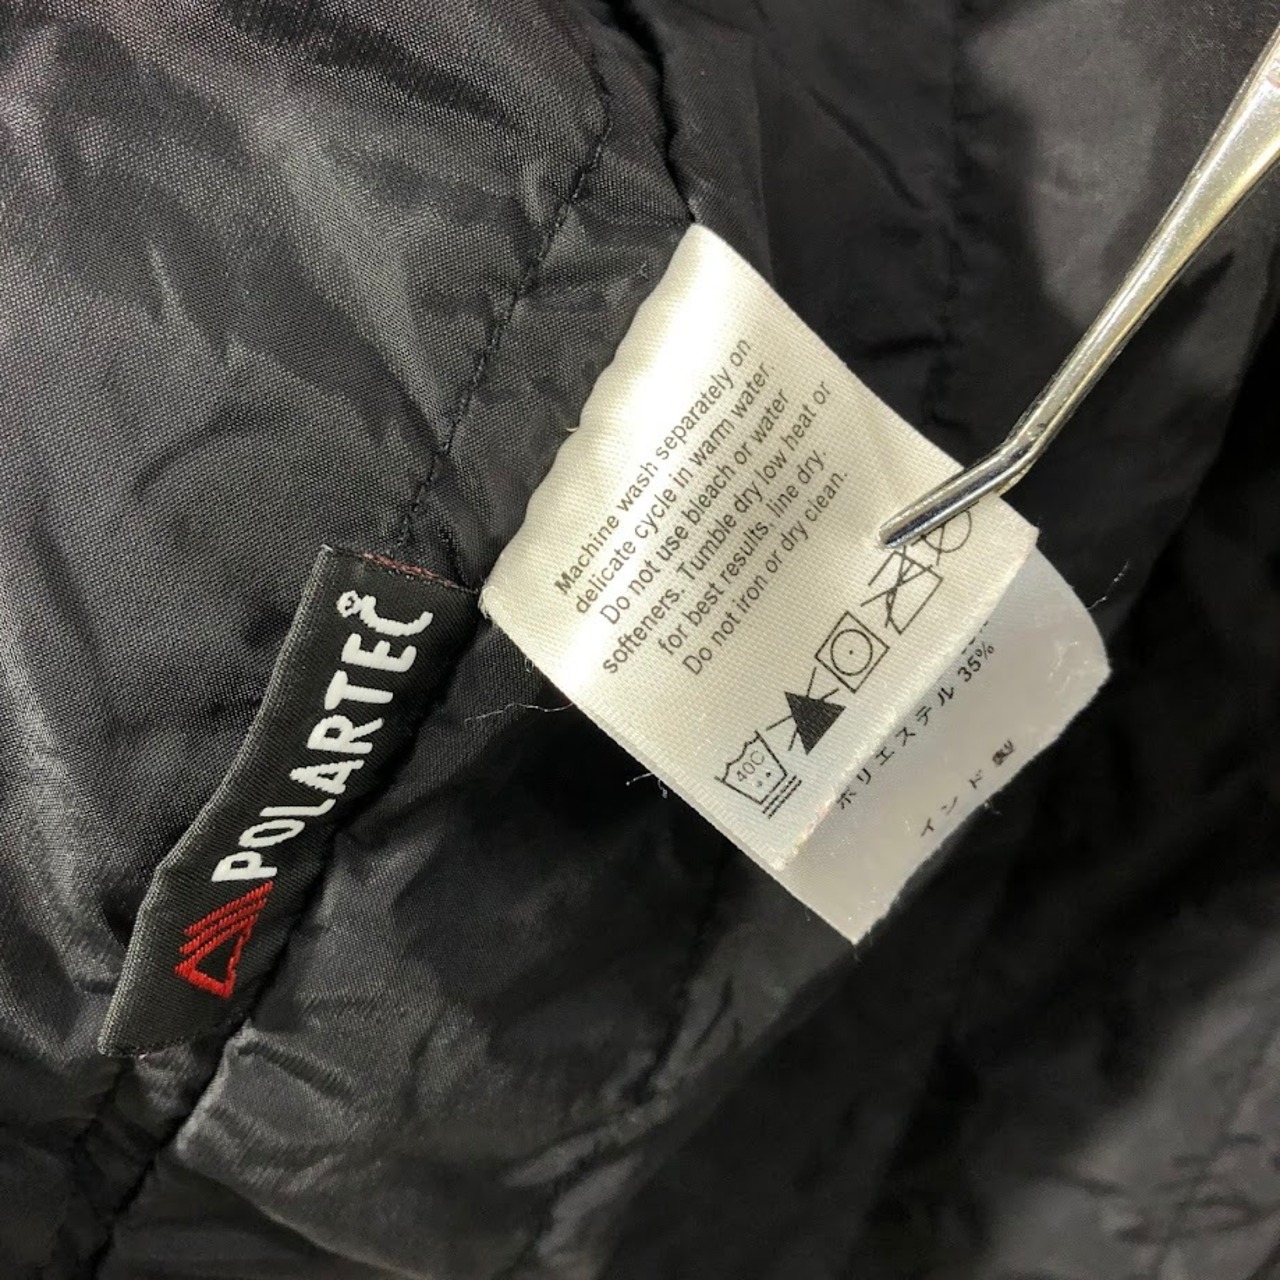 POLARTEC
Machine wash separately on
delicate cycle in warm water.
Do not use bleach or water
softeners. Tumble dry low heat or
for best results, line dry.
Do not iron or dry clean.
40C
ポリエステル 35%
インド製